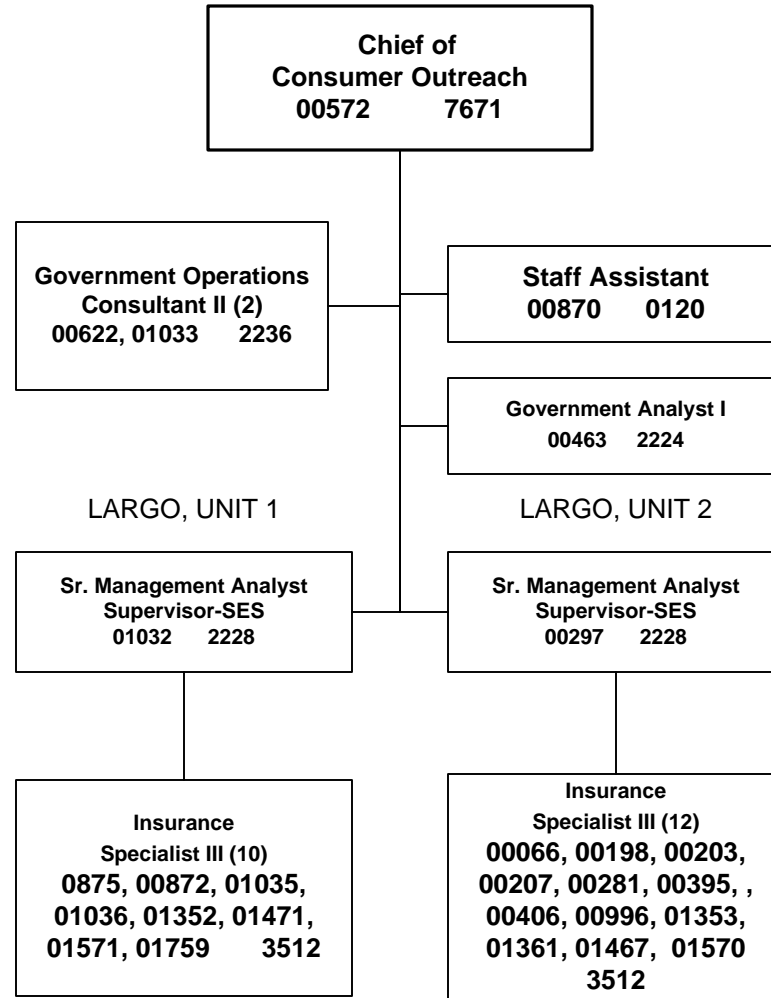 Chief of
Consumer Outreach
00572 7671
Government Operations
Consultant II (2)
00622, 01033 2236
Staff Assistant
00870 0120
Government Analyst I
00463 2224
LARGO, UNIT 1
LARGO, UNIT 2
Sr. Management Analyst
Supervisor-SES
01032 2228
Sr. Management Analyst
Supervisor-SES
00297 2228
Insurance
Specialist III (10)
0875, 00872, 01035,
01036, 01352, 01471,
01571, 01759 3512
Insurance
Specialist III (12)
00066, 00198, 00203,
00207, 00281, 00395, ,
00406, 00996, 01353,
01361, 01467, 01570
3512